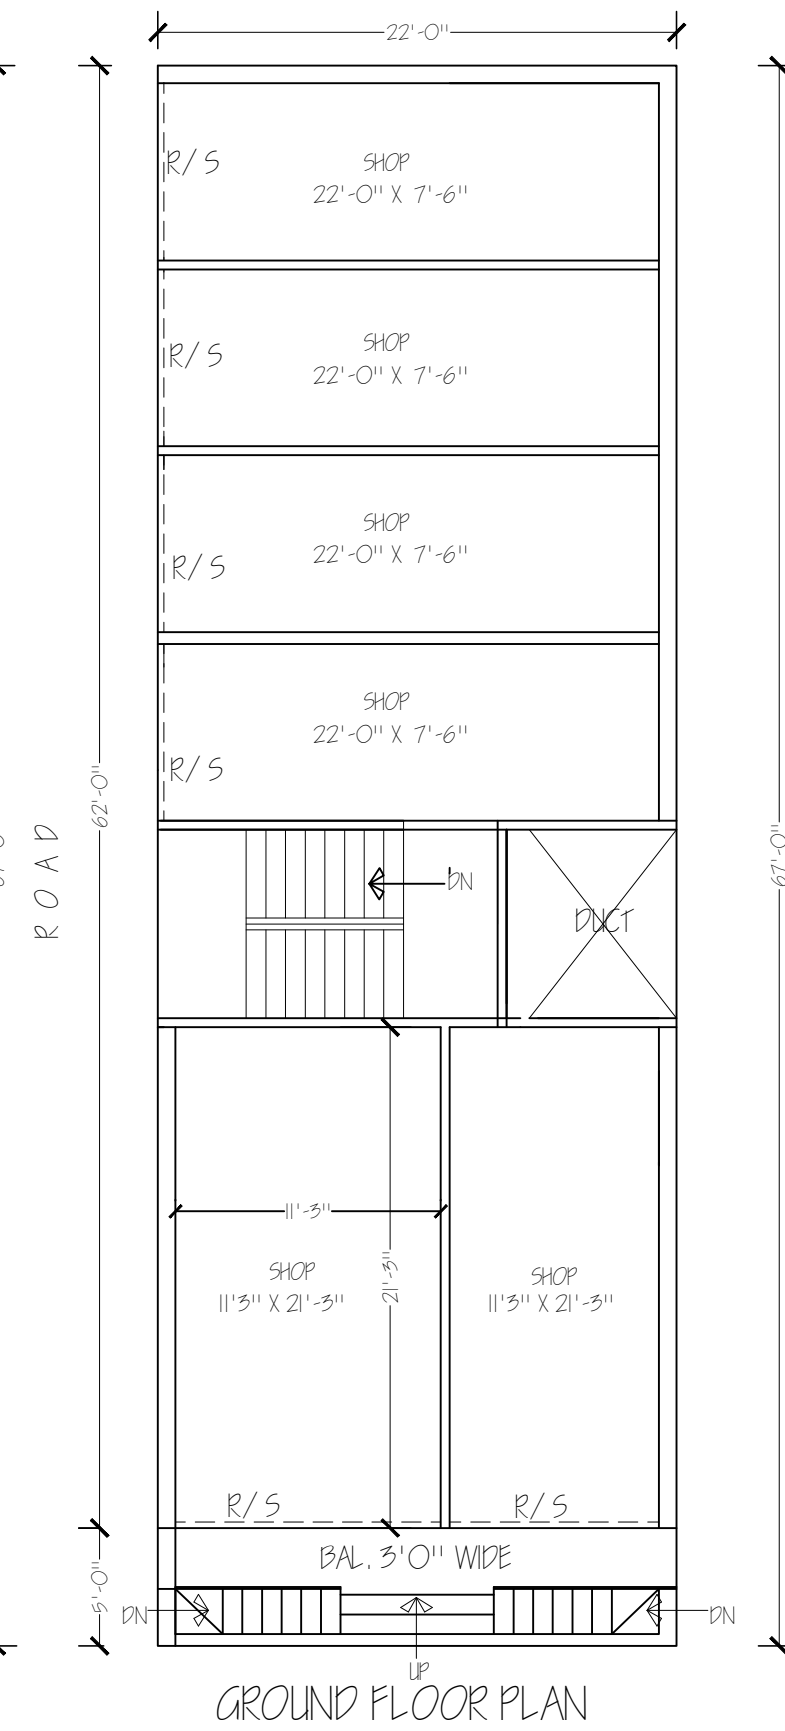 22'-0"
R/S
SHOP
22'-0" X 7'-6"
R/S
SHOP
22'-0" X 7'-6"
R/S
SHOP
22'-0" X 7'-6"
R/S
SHOP
22'-0" X 7'-6"
62'-0"
ROAD
67'-0"
DN
DUCT
11'-3"
21'-3"
SHOP
11'3" X 21'-3"
SHOP
11'3" X 21'-3"
R/S
R/S
BAL. 3'0" WIDE
5'-0"
DN
DN
UP
GROUND FLOOR PLAN